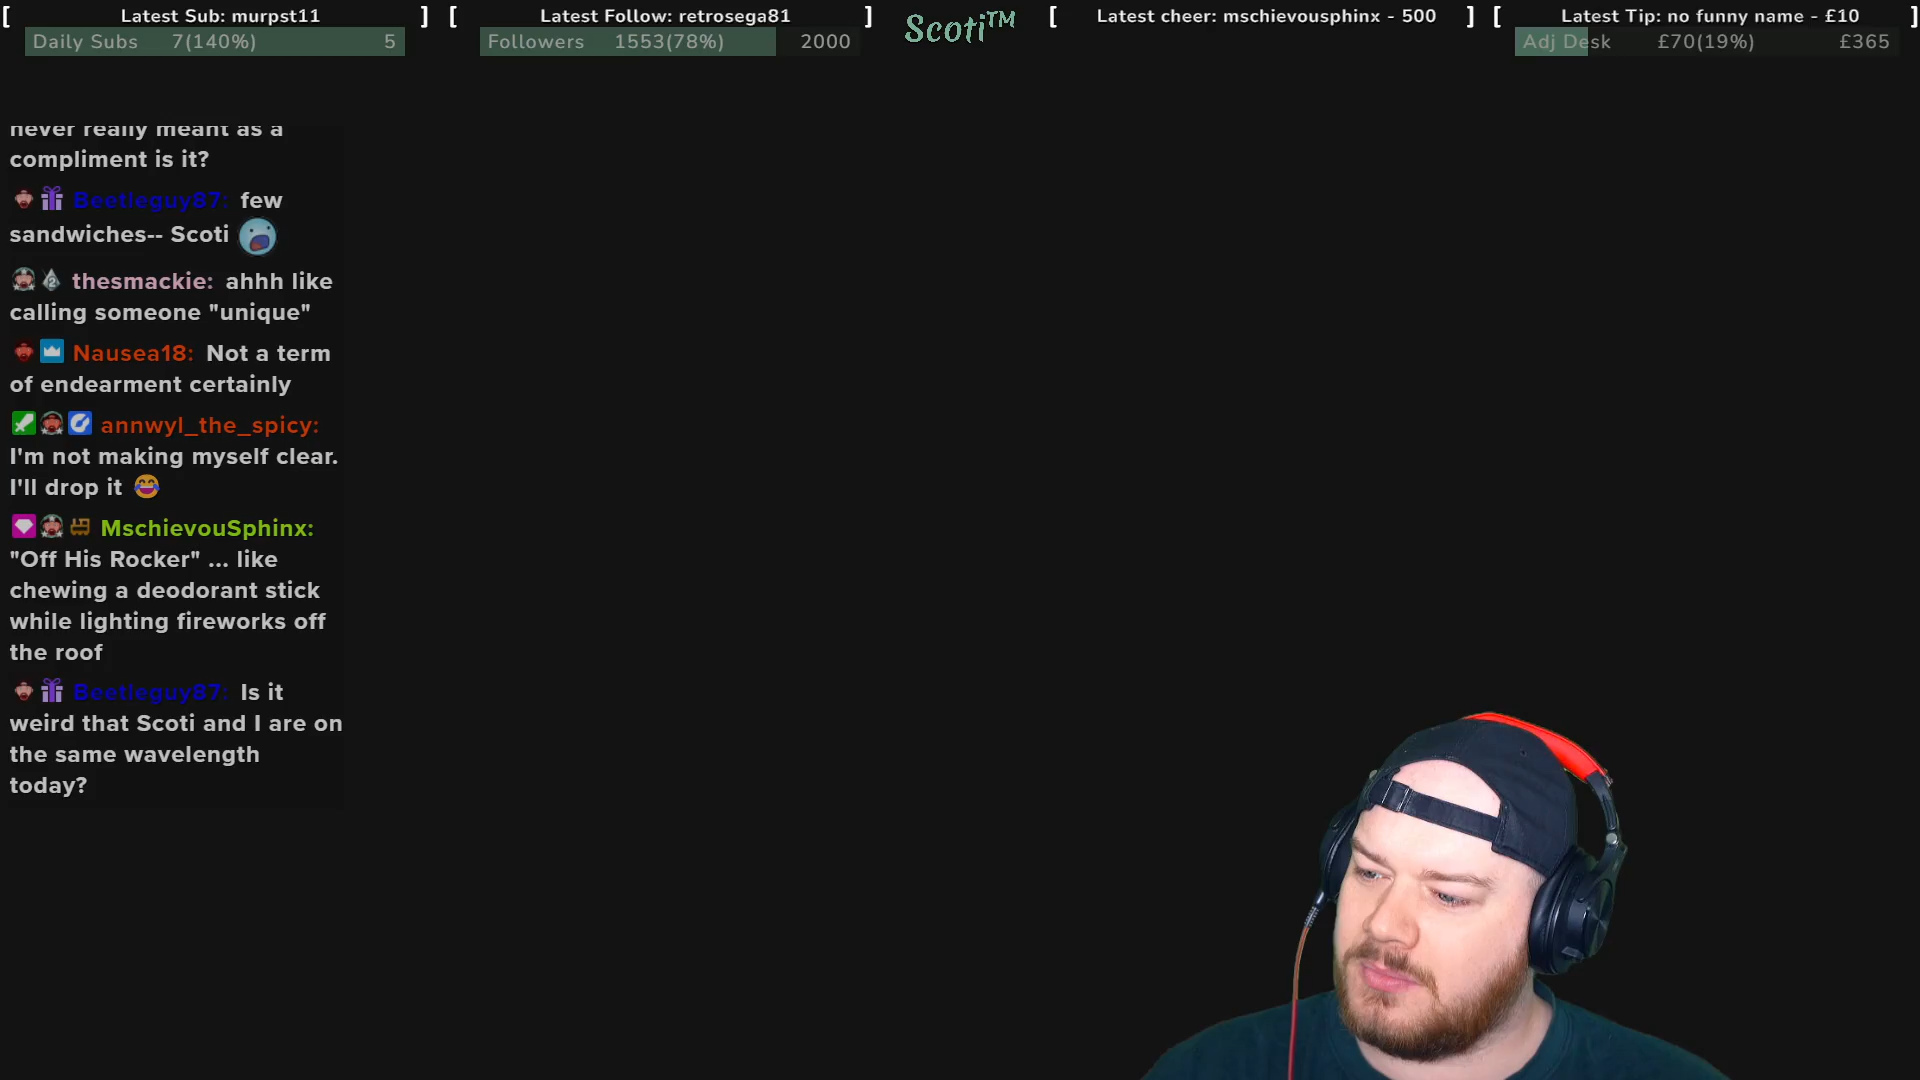 [ Latest Sub: murpst11 ]
Daily Subs 7(140%) 5
[ Latest Follow: retrosega81 ]
Followers 1553(78%) 2000
Scoti™
[ Latest cheer: mschievousphinx - 500 ]
[ Latest Tip: no funny name - £10 ]
Adj Desk £70(19%) £365
never really meant as a
compliment is it?
Beetleguy87: few
sandwiches-- Scoti
thesmackie: ahhh like
calling someone "unique"
Nausea18: Not a term
of endearment certainly
annwyl_the_spicy:
I'm not making myself clear.
I'll drop it
MschievouSphinx:
"Off His Rocker" ... like
chewing a deodorant stick
while lighting fireworks off
the roof
Beetleguy87: Is it
weird that Scoti and I are on
the same wavelength
today?